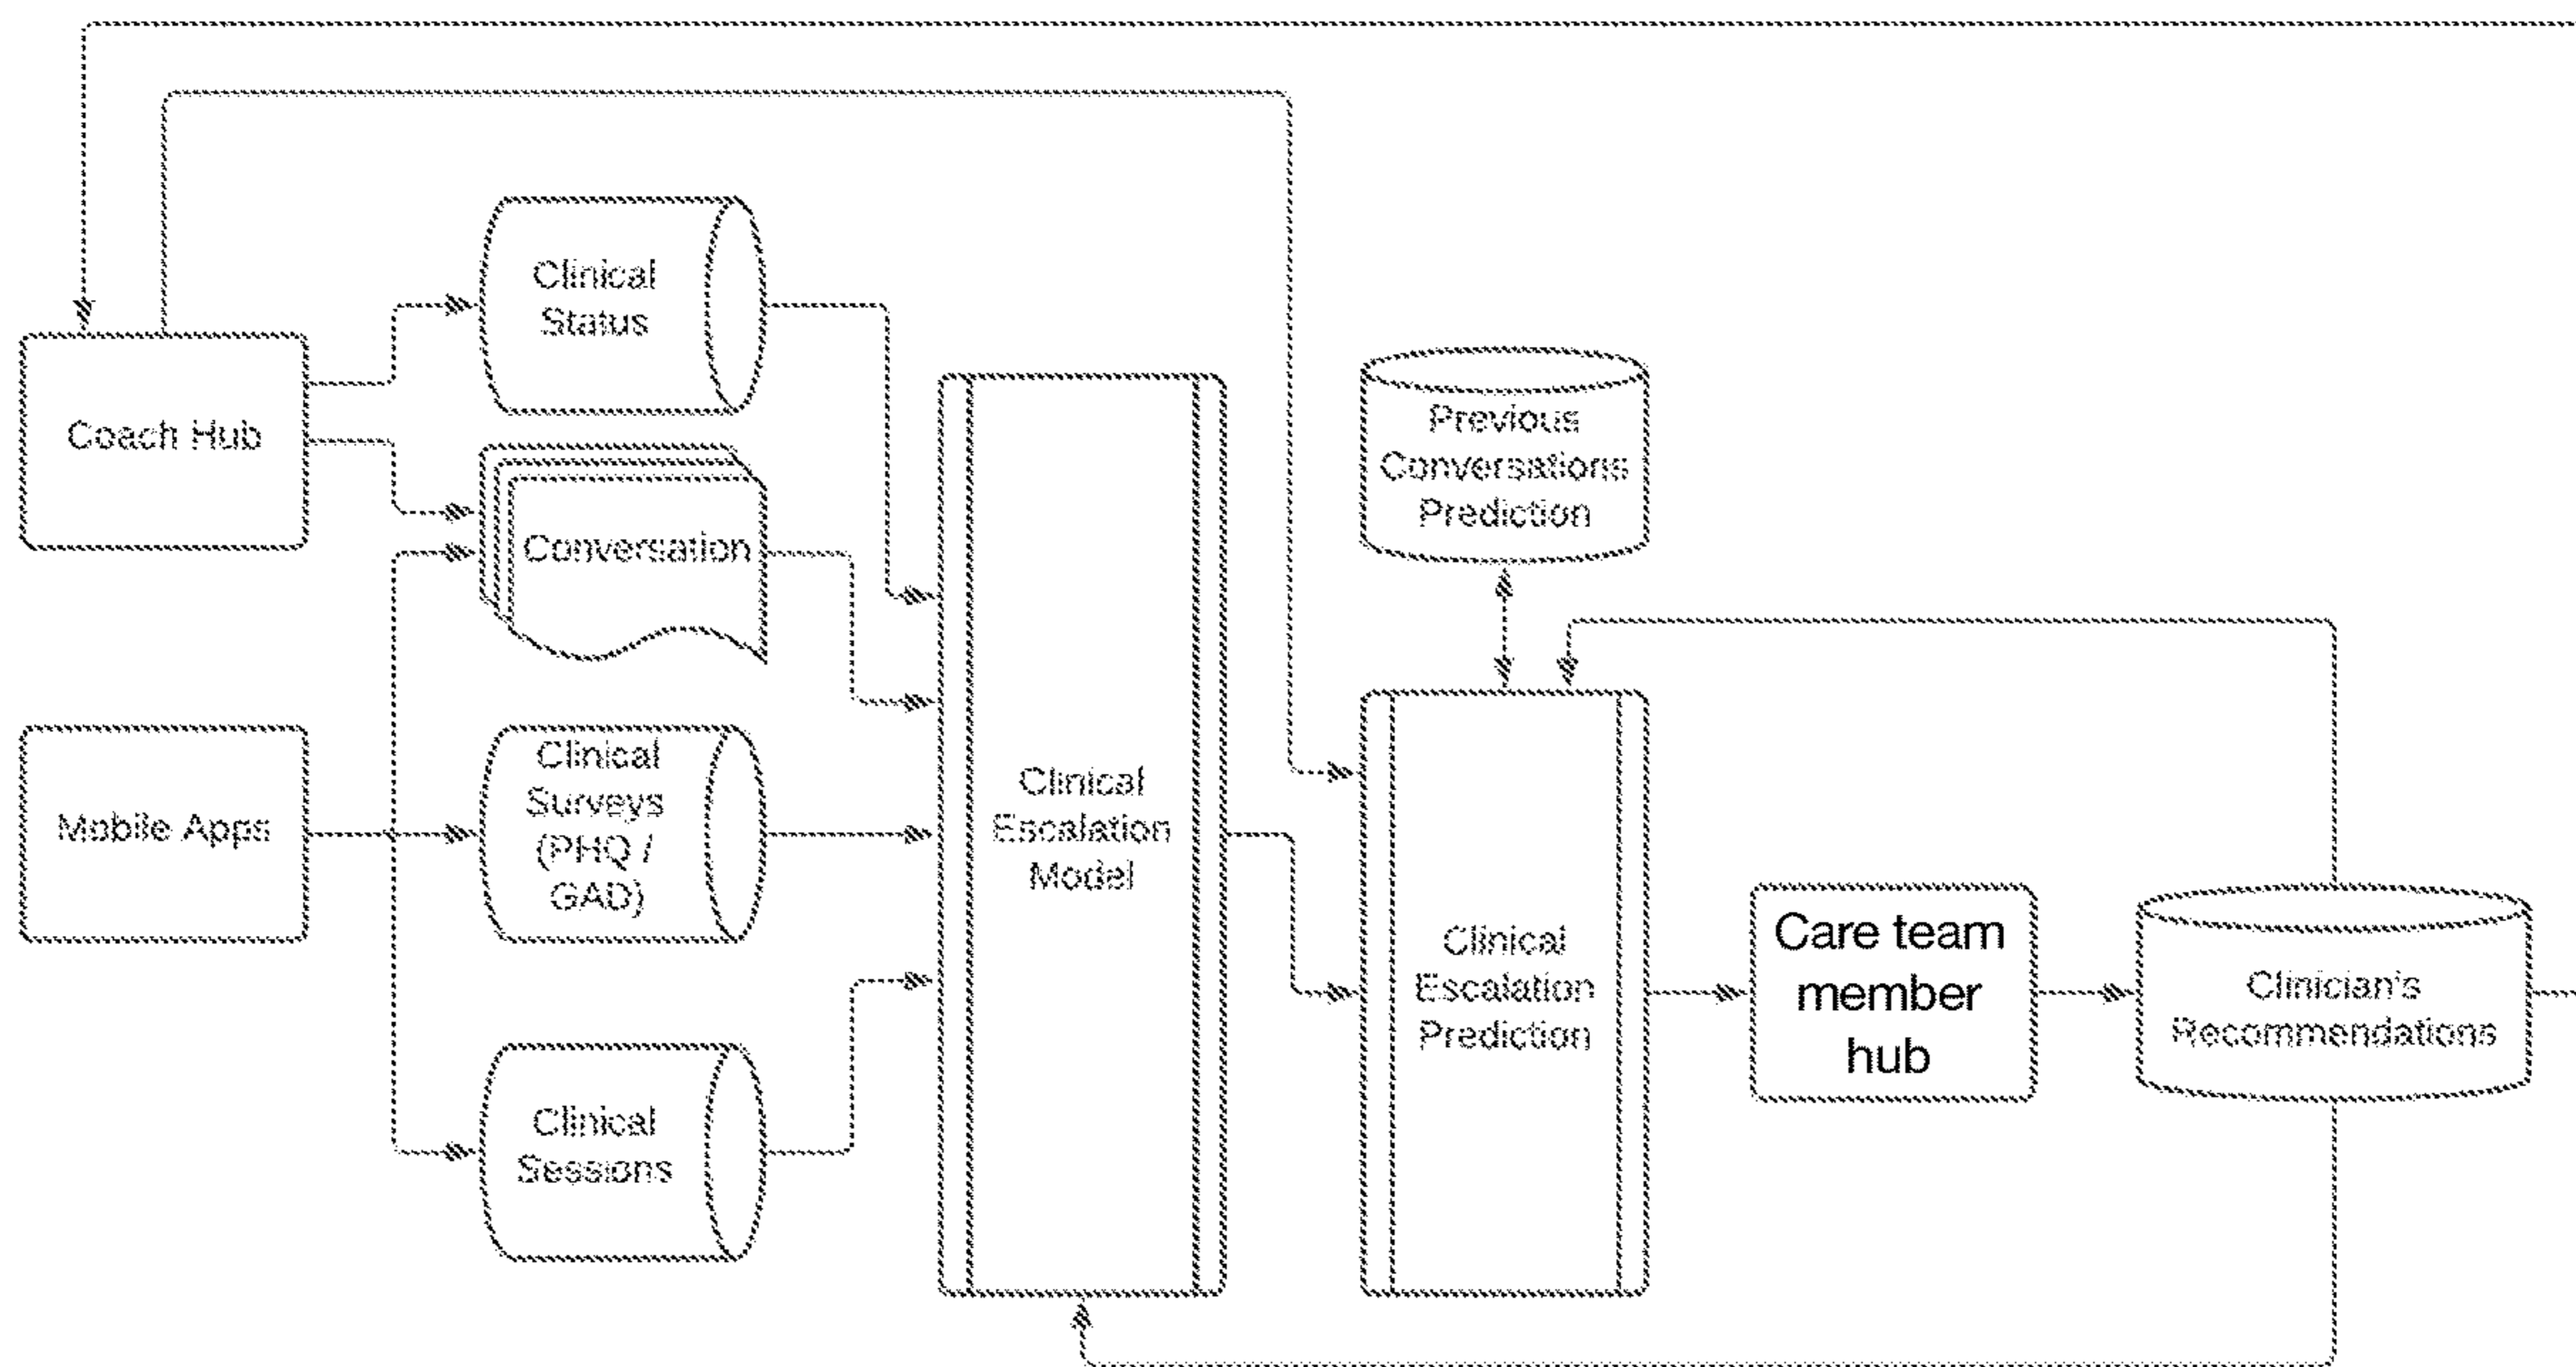 Clinical
Status
Coach Hub
Conversation
Mobile Apps
Clinical
Surveys
(PHQ /
GAD)
Clinical
Sessions
Clinical
Escalation
Model
Previous
Conversations
Prediction
Clinical
Escalation
Prediction
Care team
member
hub
Clinician's
Recommendations